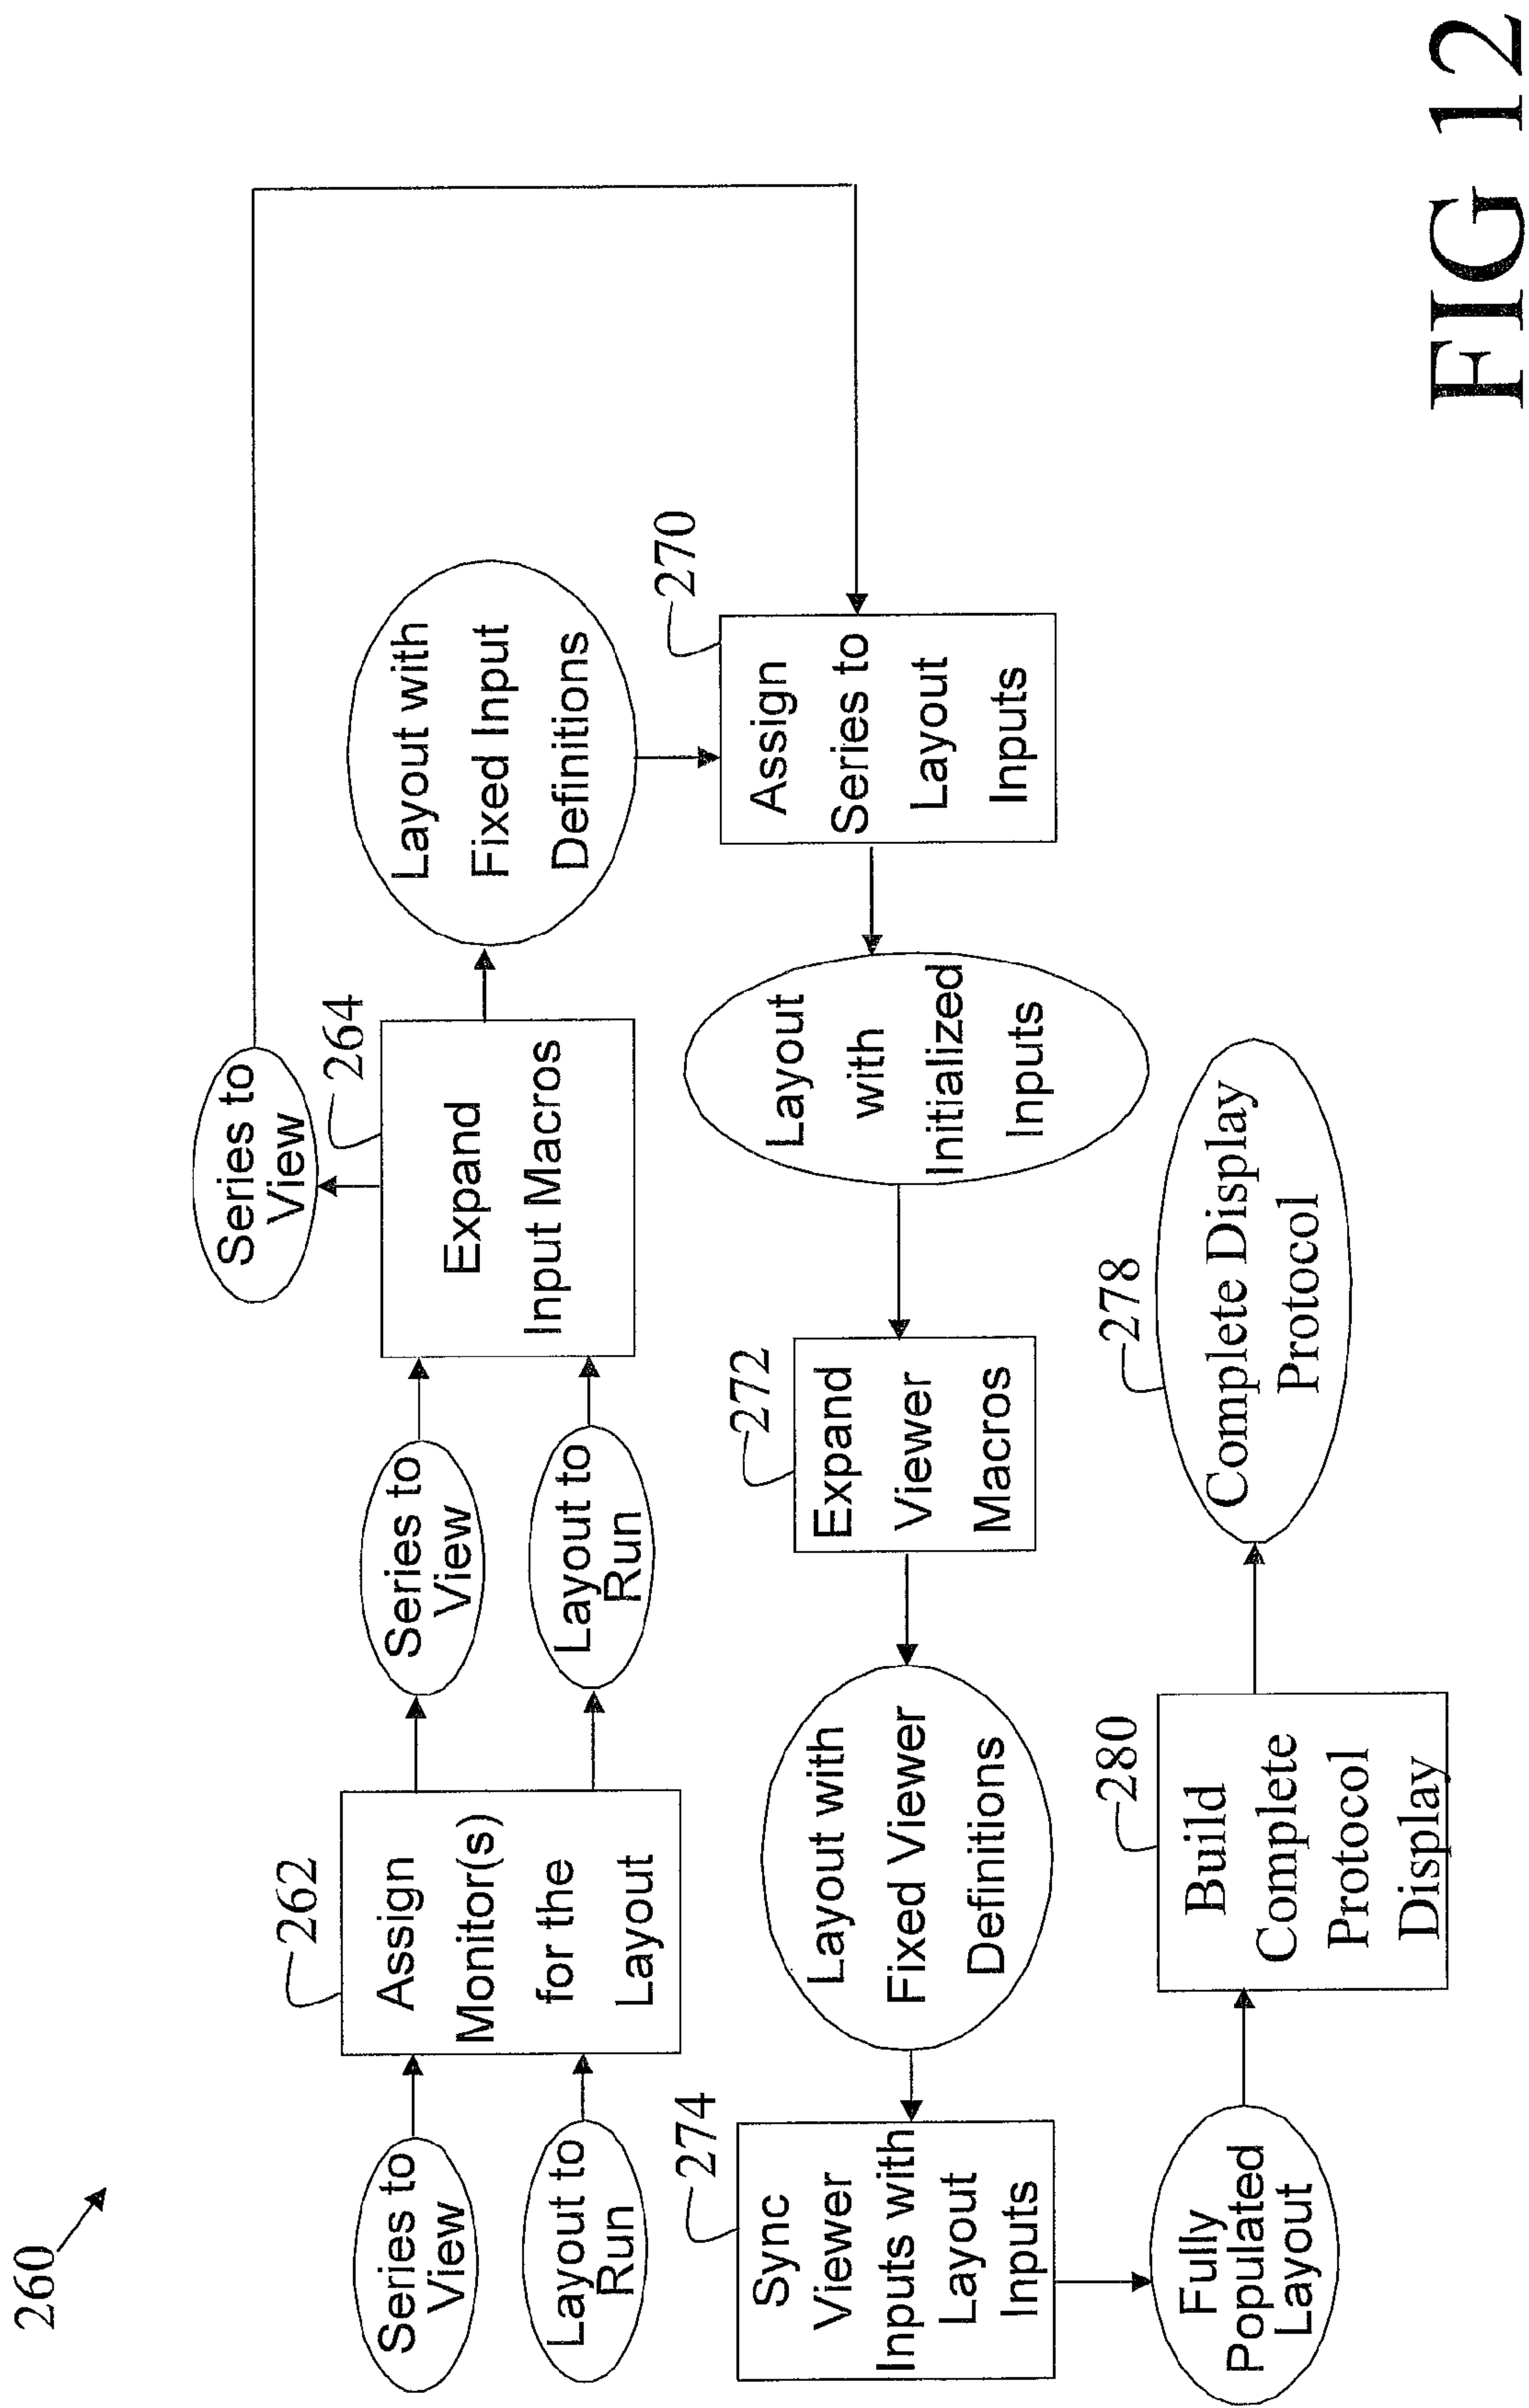 260
Series to
View
Layout to
Run
262
Assign
Monitor(s)
for the
Layout
Series to
View
Layout to
Run
264
Expand
Input Macros
Series to
View
Layout with
Fixed Input
Definitions
270
Assign
Series to
Layout
Inputs
Layout
with
Initialized
Inputs
272
Expand
Viewer
Macros
Layout with
Fixed Viewer
Definitions
274
Sync
Viewer
Inputs with
Layout
Inputs
Fully
Populated
Layout
280
Build
Complete
Protocol
Display
278
Complete Display
Protocol
FIG 12